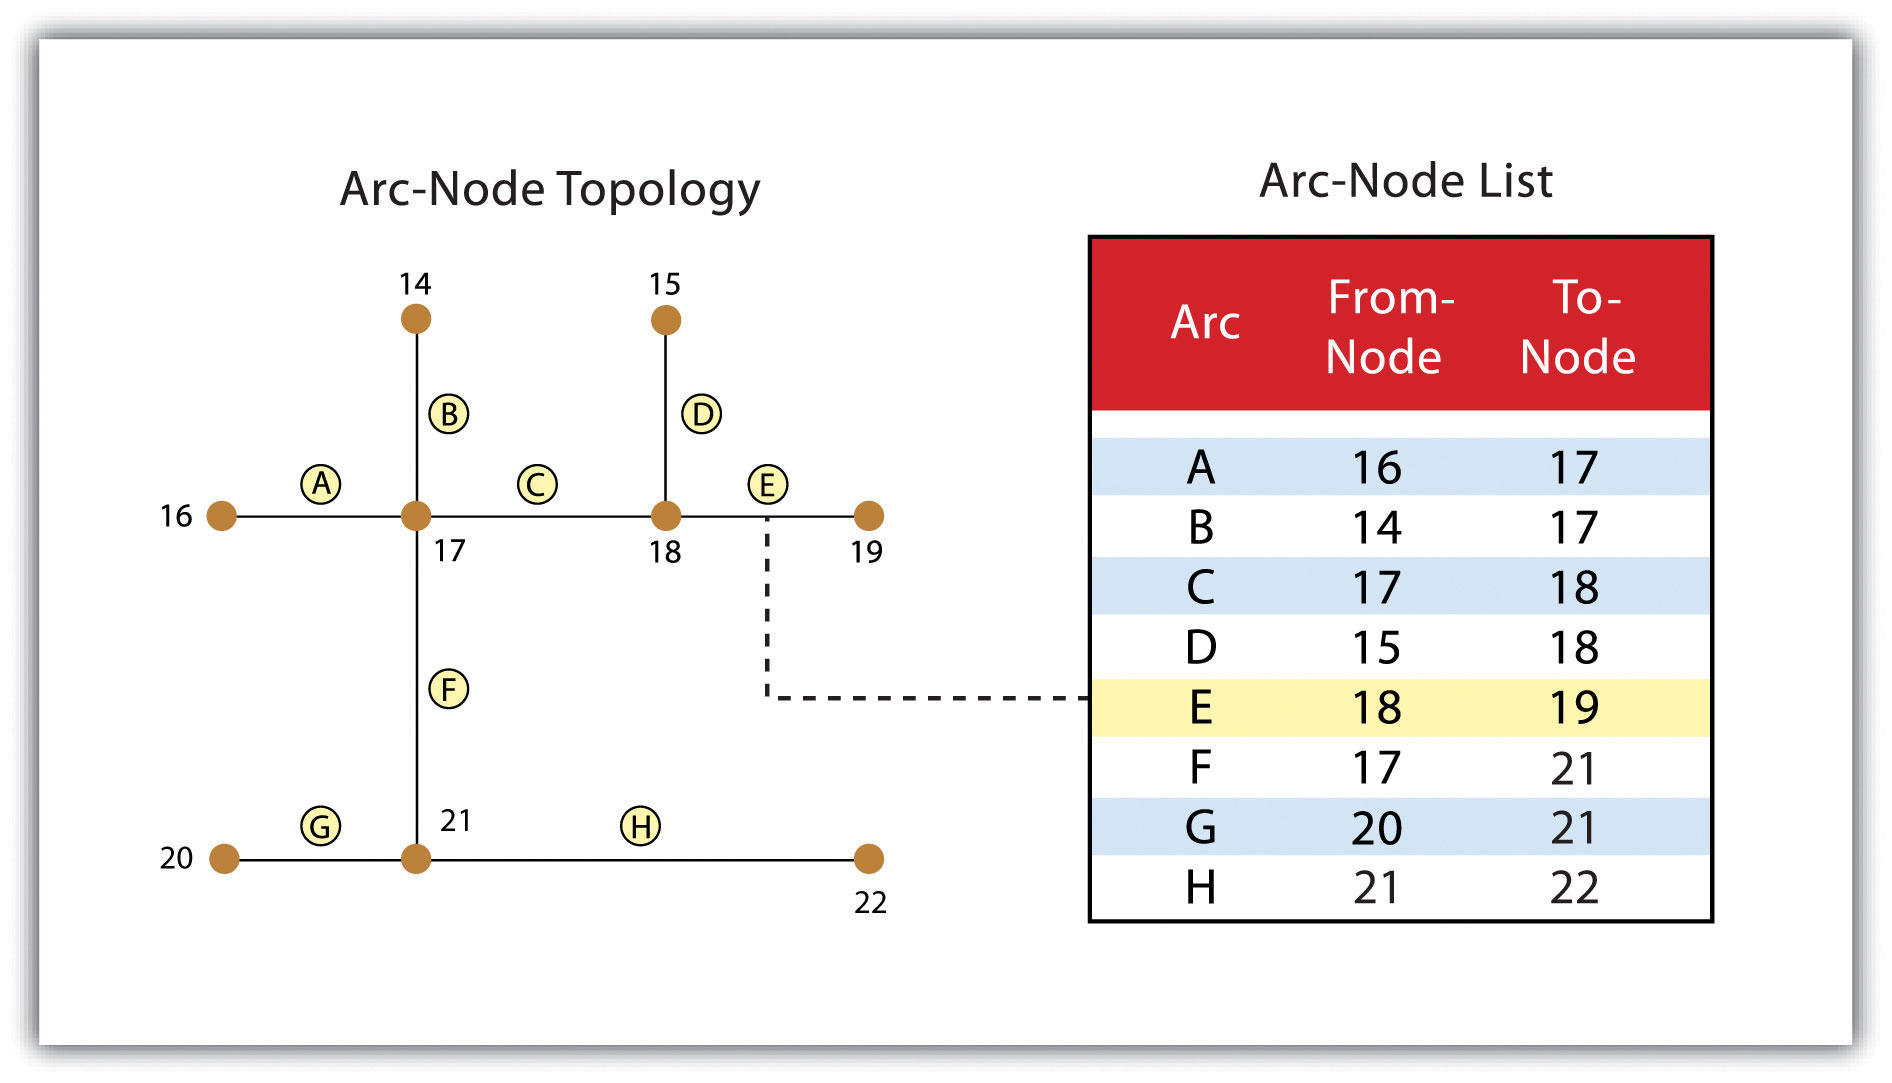 Arc-Node Topology
14 15
B D
A C E
16
17 18 19
F
G 21 H
20
22
Arc-Node List
Arc From-Node To-Node
A 16 17
B 14 17
C 17 18
D 15 18
E 18 19
F 17 21
G 20 21
H 21 22